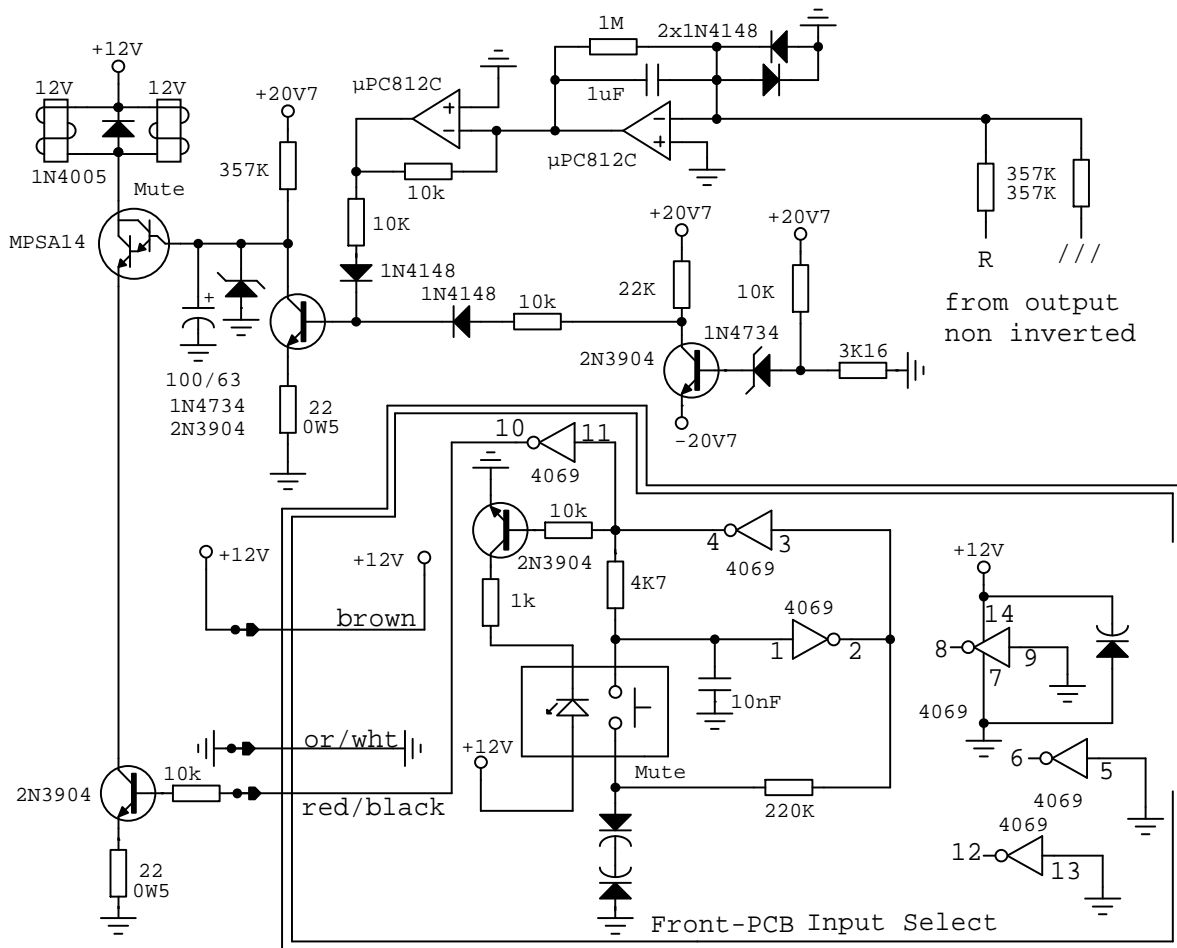 1M
2x1N4148
+12V
12V
12V
+20V7
µPC812C
1uF
µPC812C
1N4005
357K
10k
357K
357K
Mute
10K
+20V7
+20V7
MPSA14
R
///
1N4148
1N4148
10k
22K
10K
from output
non inverted
+
1N4734
2N3904
3K16
100/63
1N4734
2N3904
22
0W5
-20V7
10
11
4069
10k
4
3
+12V
+12V
2N3904
4069
+12V
1k
4K7
4069
brown
14
1
2
8
9
7
10nF
4069
or/wht
+12V
6
5
Mute
10k
2N3904
red/black
220K
4069
4069
12
13
22
0W5
Front-PCB Input Select